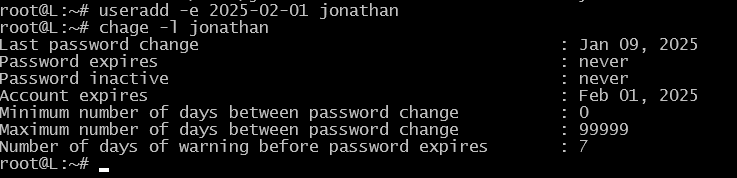 root@L:~# useradd -e 2025-02-01 jonathan
root@L:~# chage -l jonathan
Last password change : Jan 09, 2025
Password expires : never
Password inactive : never
Account expires : Feb 01, 2025
Minimum number of days between password change : 0
Maximum number of days between password change : 99999
Number of days of warning before password expires : 7
root@L:~#